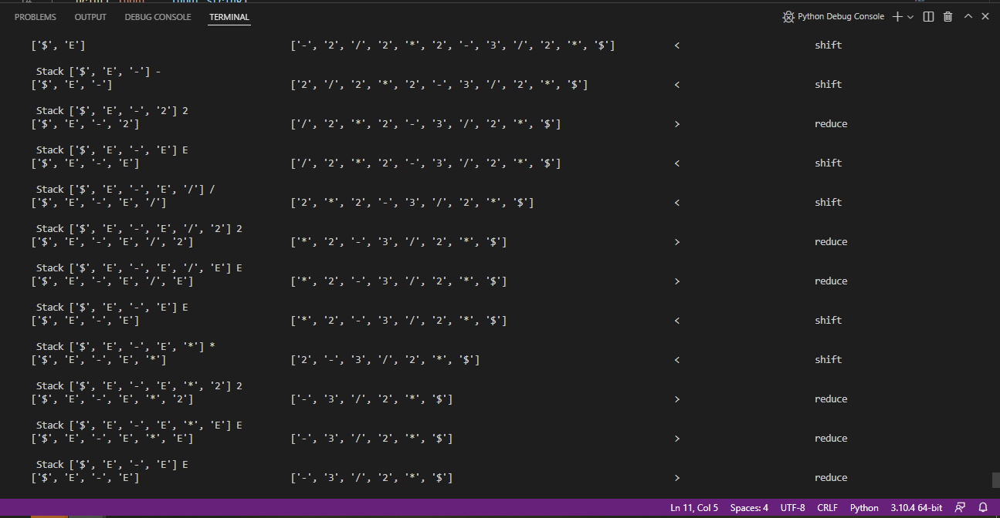 PROBLEMS OUTPUT DEBUG CONSOLE TERMINAL Python Debug Console
['$', 'E'] ['-', '2', '/', '2', '*', '2', '-', '3', '/', '2', '*', '$'] < shift
Stack ['$', 'E', '-'] -
['$', 'E', '-'] ['2', '/', '2', '*', '2', '-', '3', '/', '2', '*', '$'] < shift
Stack ['$', 'E', '-', '2'] 2
['$', 'E', '-', '2'] ['/', '2', '*', '2', '-', '3', '/', '2', '*', '$'] > reduce
Stack ['$', 'E', '-', 'E'] E
['$', 'E', '-', 'E'] ['/', '2', '*', '2', '-', '3', '/', '2', '*', '$'] < shift
Stack ['$', 'E', '-', 'E', '/'] /
['$', 'E', '-', 'E', '/'] ['2', '*', '2', '-', '3', '/', '2', '*', '$'] < shift
Stack ['$', 'E', '-', 'E', '/', '2'] 2
['$', 'E', '-', 'E', '/', '2'] ['*', '2', '-', '3', '/', '2', '*', '$'] > reduce
Stack ['$', 'E', '-', 'E', '/', 'E'] E
['$', 'E', '-', 'E', '/', 'E'] ['*', '2', '-', '3', '/', '2', '*', '$'] > reduce
Stack ['$', 'E', '-', 'E'] E
['$', 'E', '-', 'E'] ['*', '2', '-', '3', '/', '2', '*', '$'] < shift
Stack ['$', 'E', '-', 'E', '*'] *
['$', 'E', '-', 'E', '*'] ['2', '-', '3', '/', '2', '*', '$'] < shift
Stack ['$', 'E', '-', 'E', '*', '2'] 2
['$', 'E', '-', 'E', '*', '2'] ['-', '3', '/', '2', '*', '$'] > reduce
Stack ['$', 'E', '-', 'E', '*', 'E'] E
['$', 'E', '-', 'E', '*', 'E'] ['-', '3', '/', '2', '*', '$'] > reduce
Stack ['$', 'E', '-', 'E'] E
['$', 'E', '-', 'E'] ['-', '3', '/', '2', '*', '$'] > reduce
Ln 11, Col 5 Spaces: 4 UTF-8 CRLF Python 3.10.4 64-bit